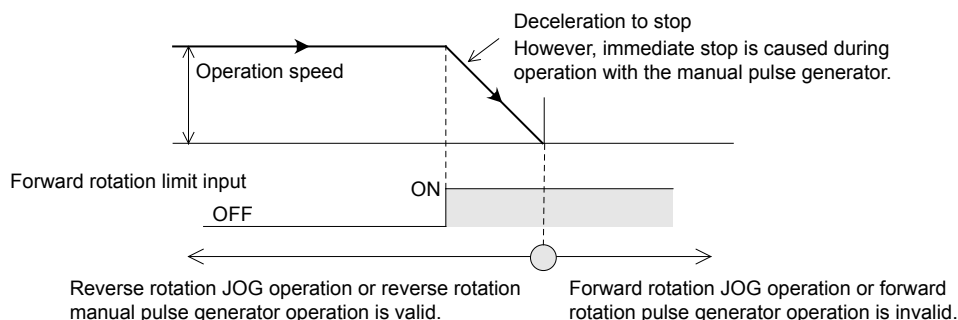 Deceleration to stop
However, immediate stop is caused during
operation with the manual pulse generator.
Operation speed
Forward rotation limit input
ON
OFF
Reverse rotation JOG operation or reverse rotation
manual pulse generator operation is valid.
Forward rotation JOG operation or forward
rotation pulse generator operation is invalid.